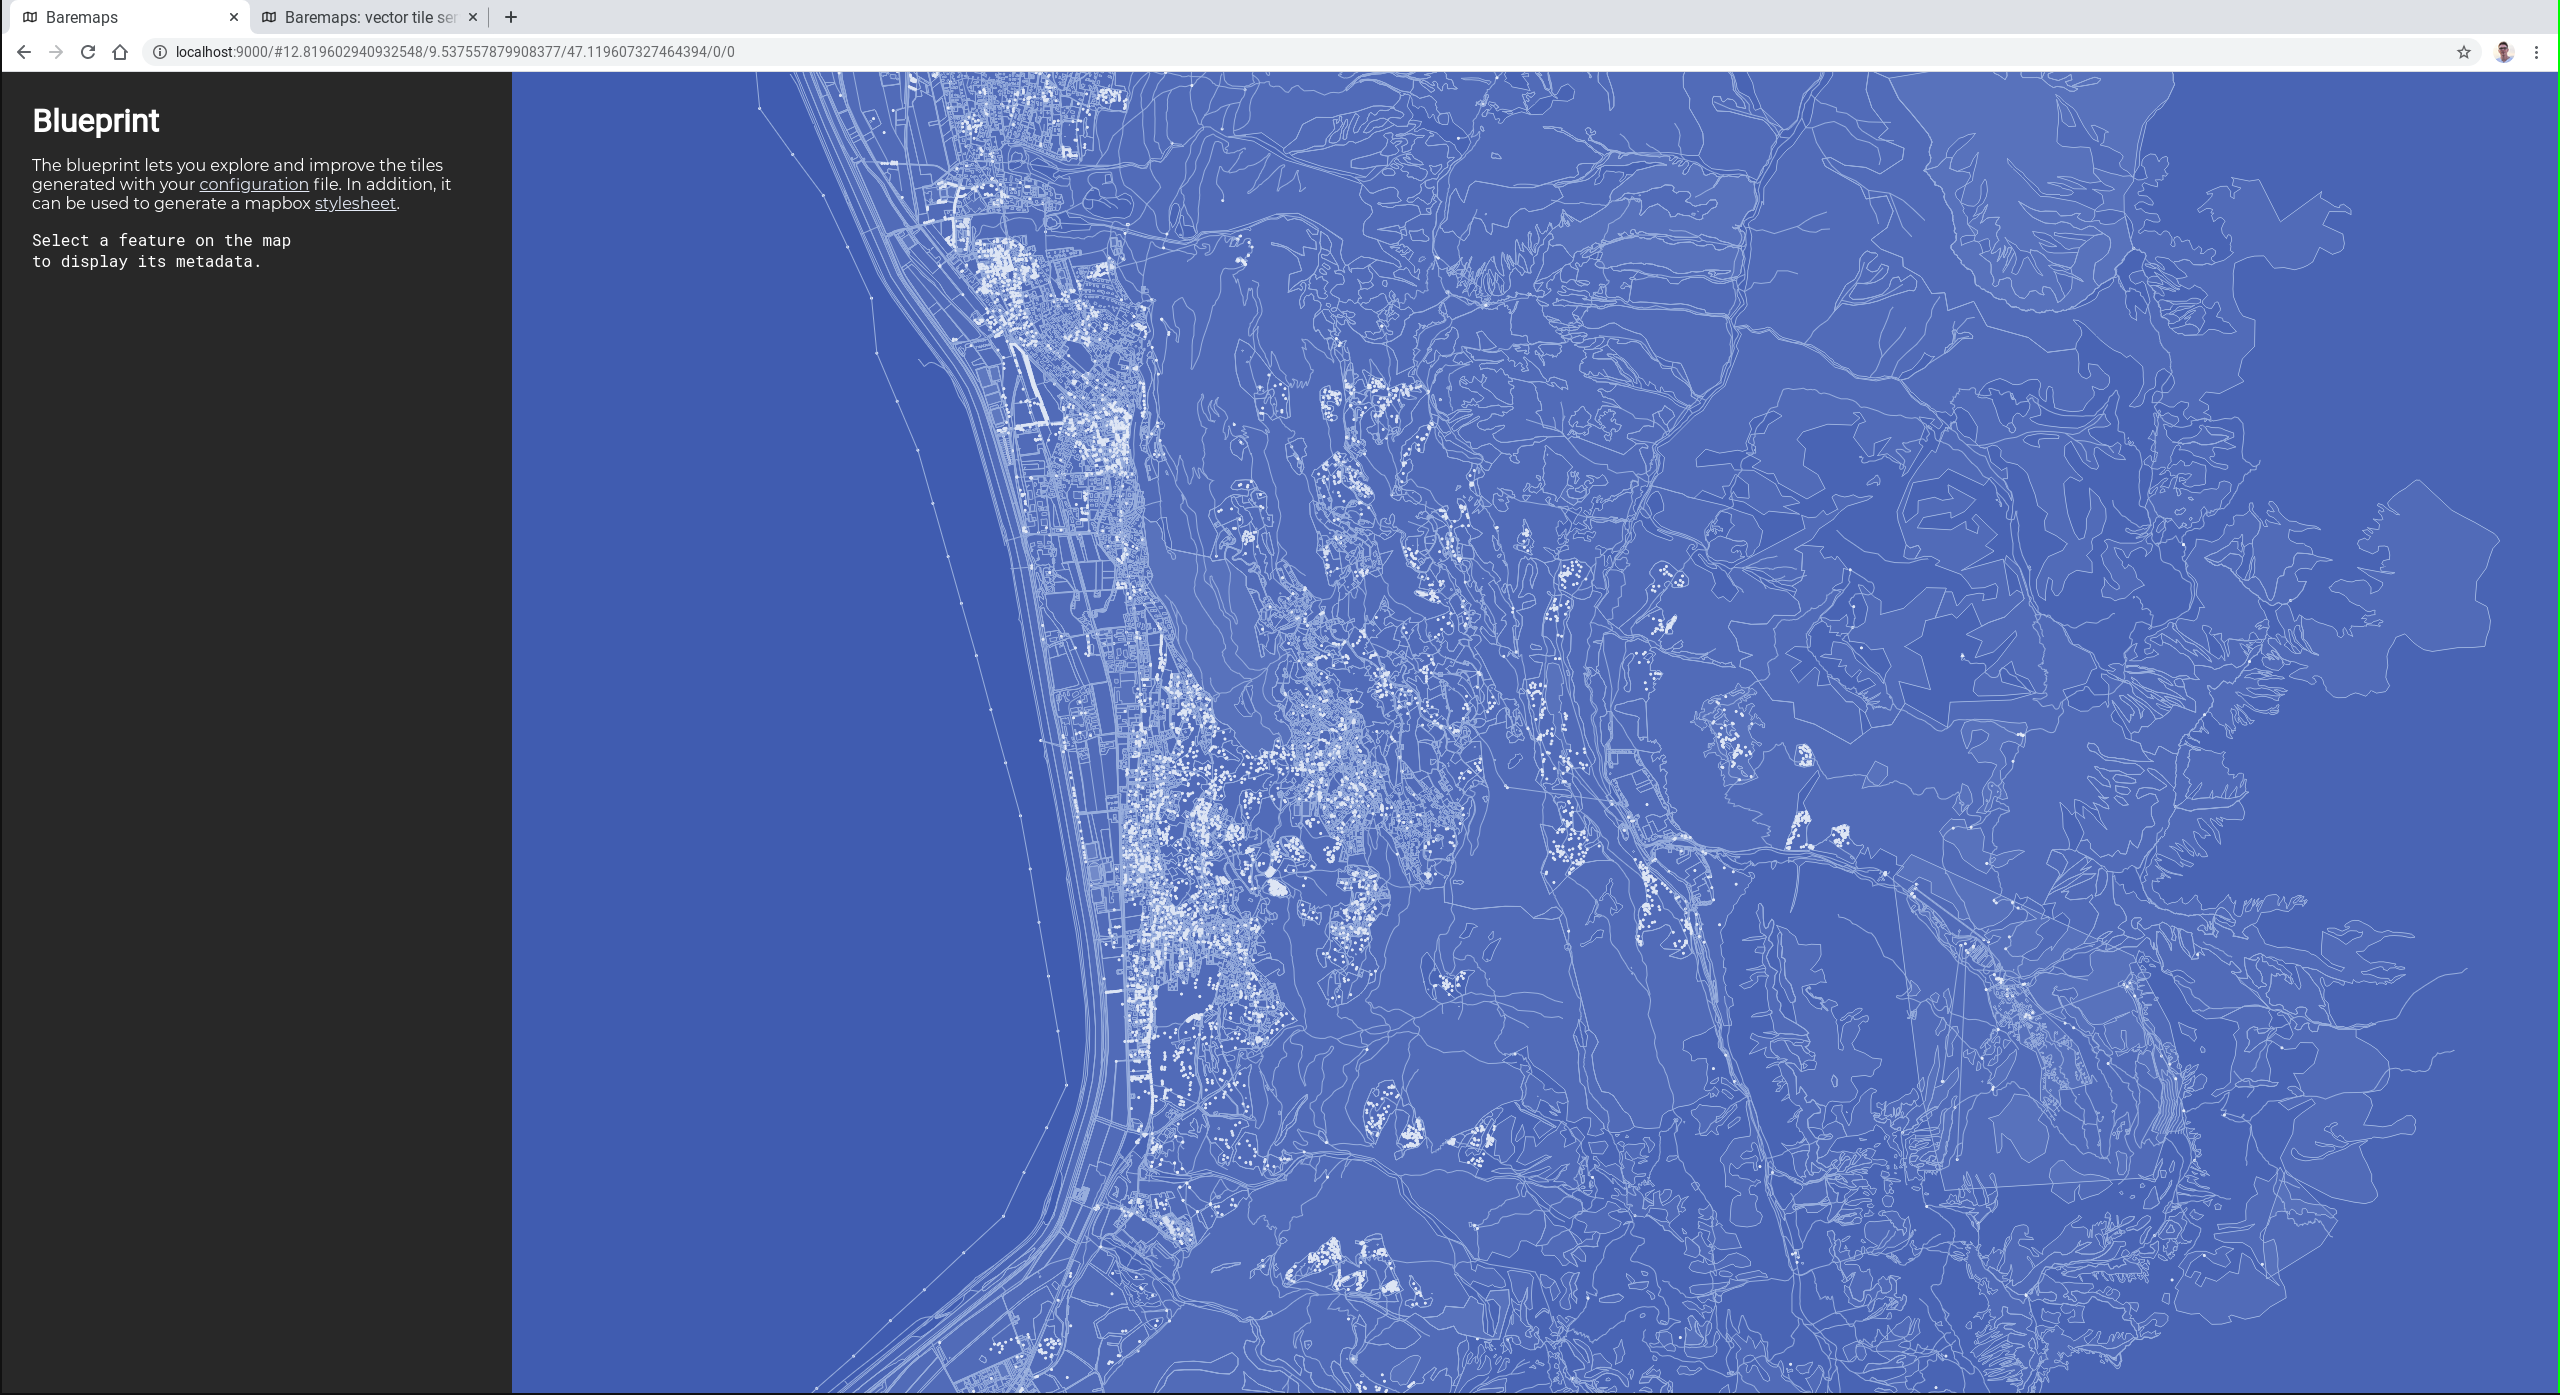 Baremaps
Baremaps: vector tile ser
localhost:9000/#12.819602940932548/9.537557879908377/47.119607327464394/0/0
Blueprint
The blueprint lets you explore and improve the tiles
generated with your configuration file. In addition, it
can be used to generate a mapbox stylesheet.
Select a feature on the map
to display its metadata.